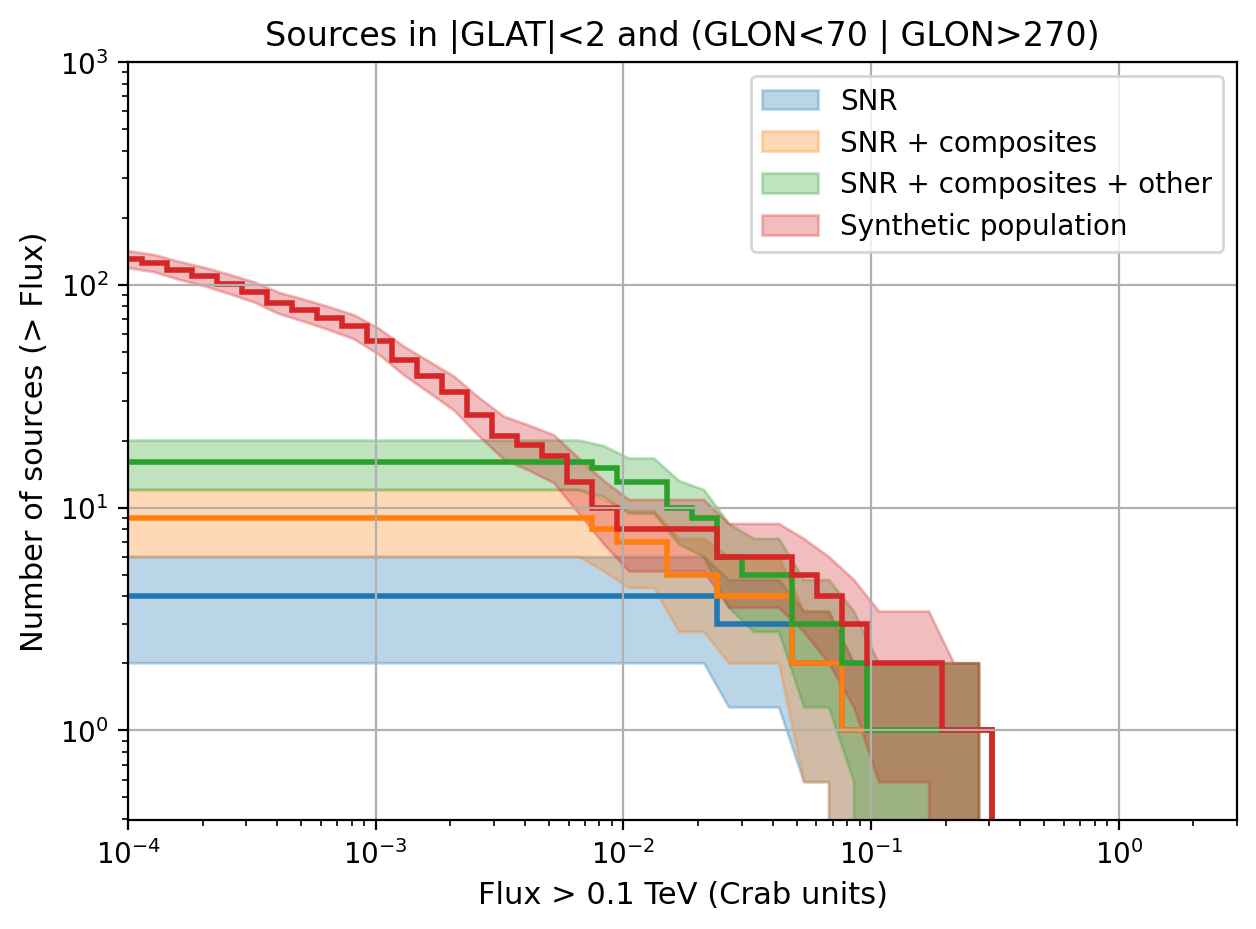 Sources in |GLAT|<2 and (GLON<70 | GLON>270)
10³
10²
10¹
10⁰
Number of sources (> Flux)
SNR
SNR + composites
SNR + composites + other
Synthetic population
10⁻⁴ 10⁻³ 10⁻² 10⁻¹ 10⁰
Flux > 0.1 TeV (Crab units)